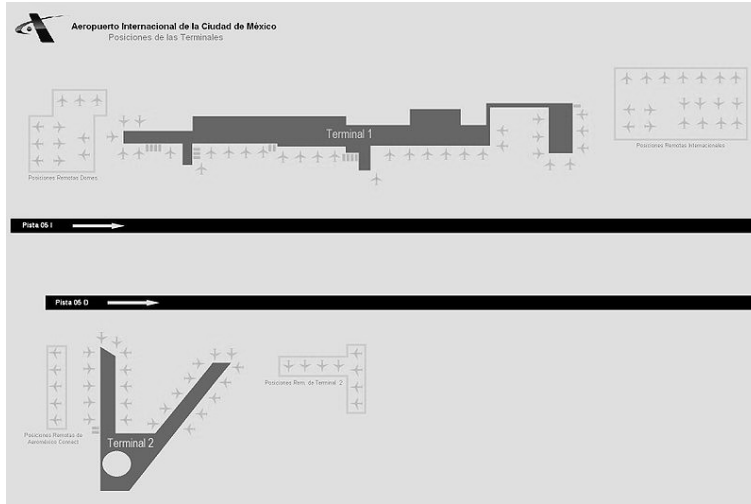 Aeropuerto Internacional de la Ciudad de México
Posiciones de las Terminales
Terminal 1
Posiciones Remotas Domes.
Posiciones Remotas Internacionales
Pista 05 I
Pista 05 D
Posiciones Rem. de Terminal 2
Posiciones Remotas de
Aeroméxico Connect
Terminal 2